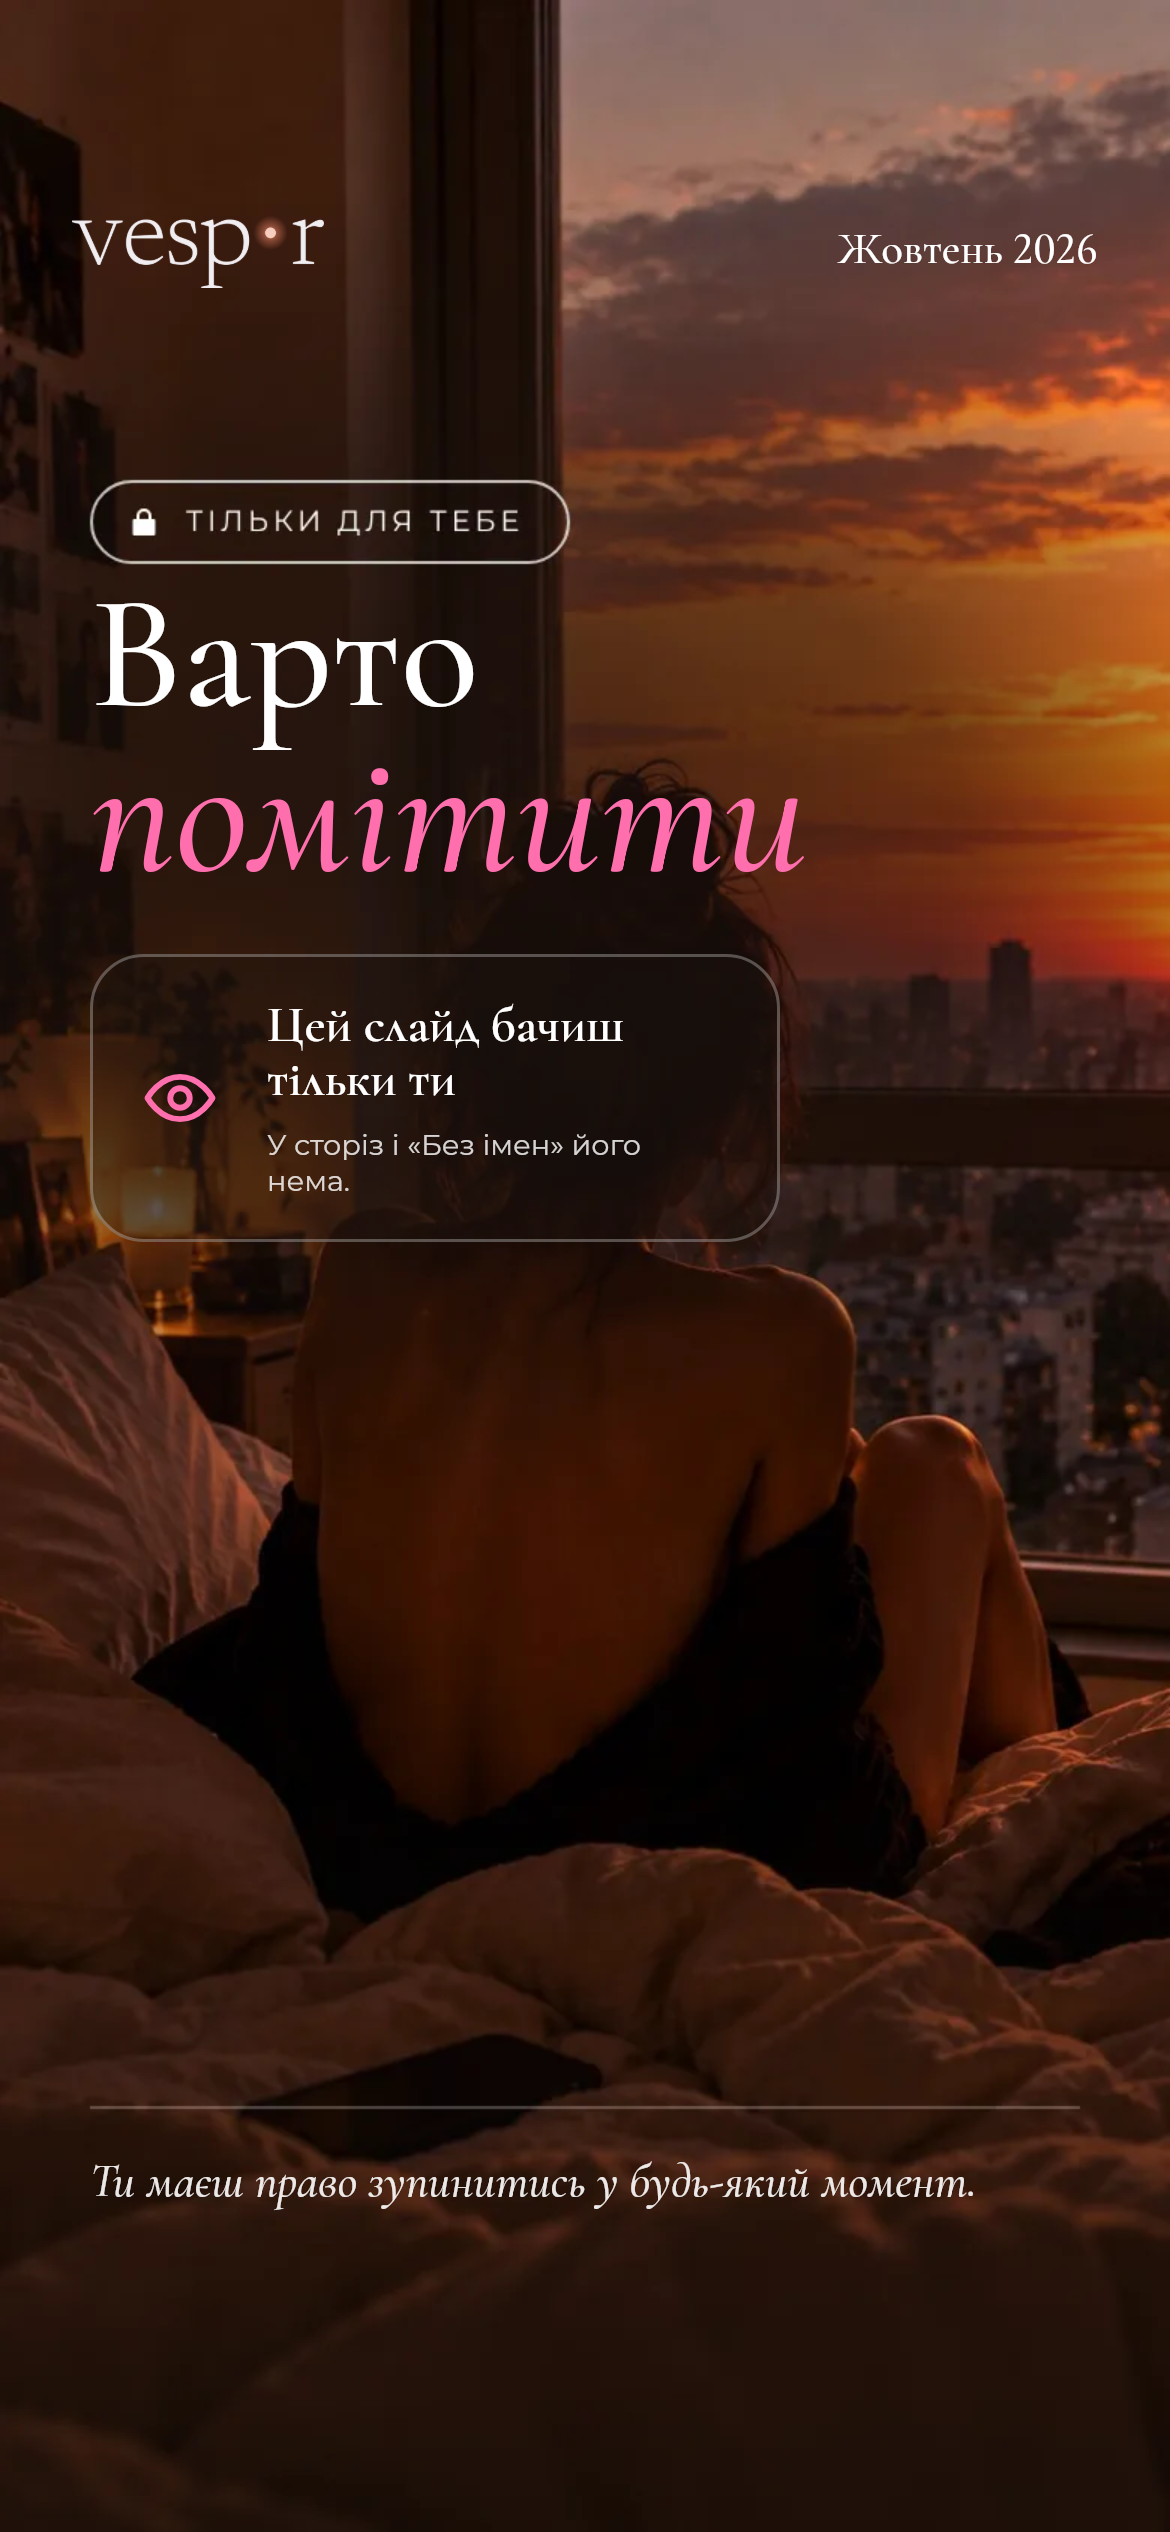 vesp•r
Жовтень 2026
ТІЛЬКИ ДЛЯ ТЕБЕ
Варто
помітити
Цей слайд бачиш
тільки ти
У сторіз і «Без імен» його
нема.
Ти маєш право зупинитись у будь-який момент.